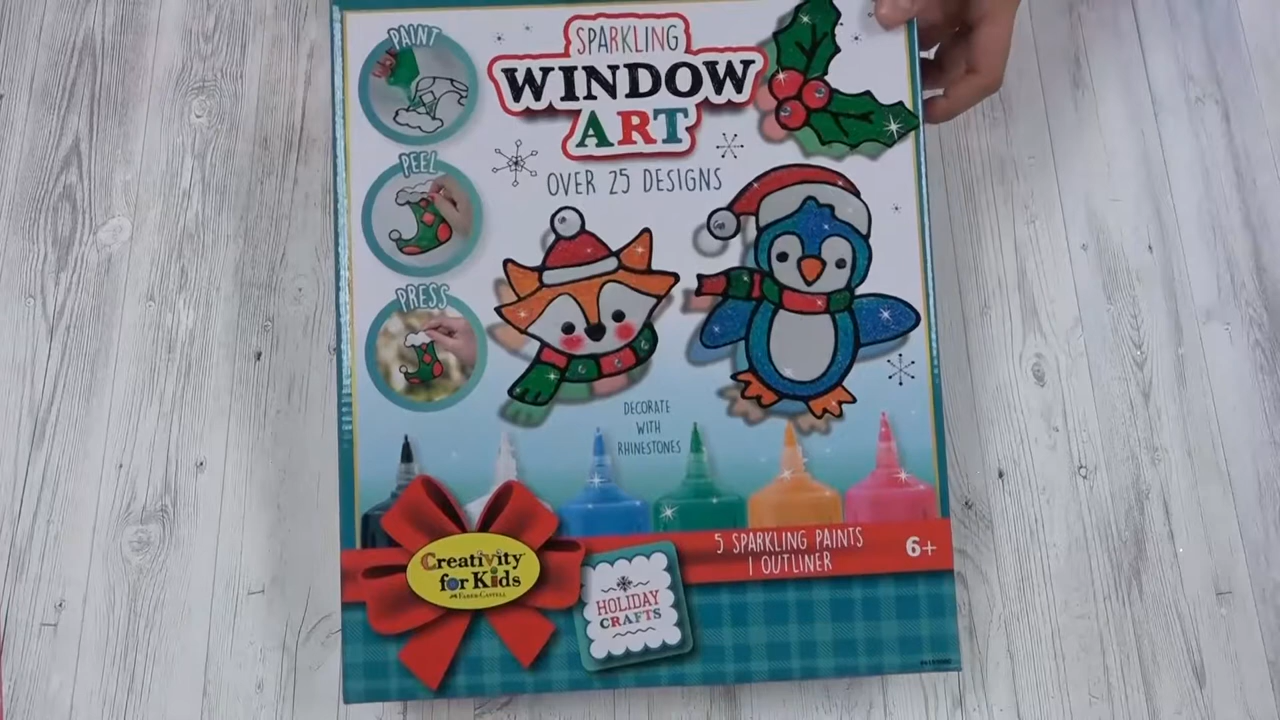 PAINT
SPARKLING
WINDOW
ART
PEEL
OVER 25 DESIGNS
PRESS
DECORATE
WITH
RHINESTONES
5 SPARKLING PAINTS
1 OUTLINER
6+
Creativity
for Kids
FABER-CASTELL
HOLIDAY
CRAFTS